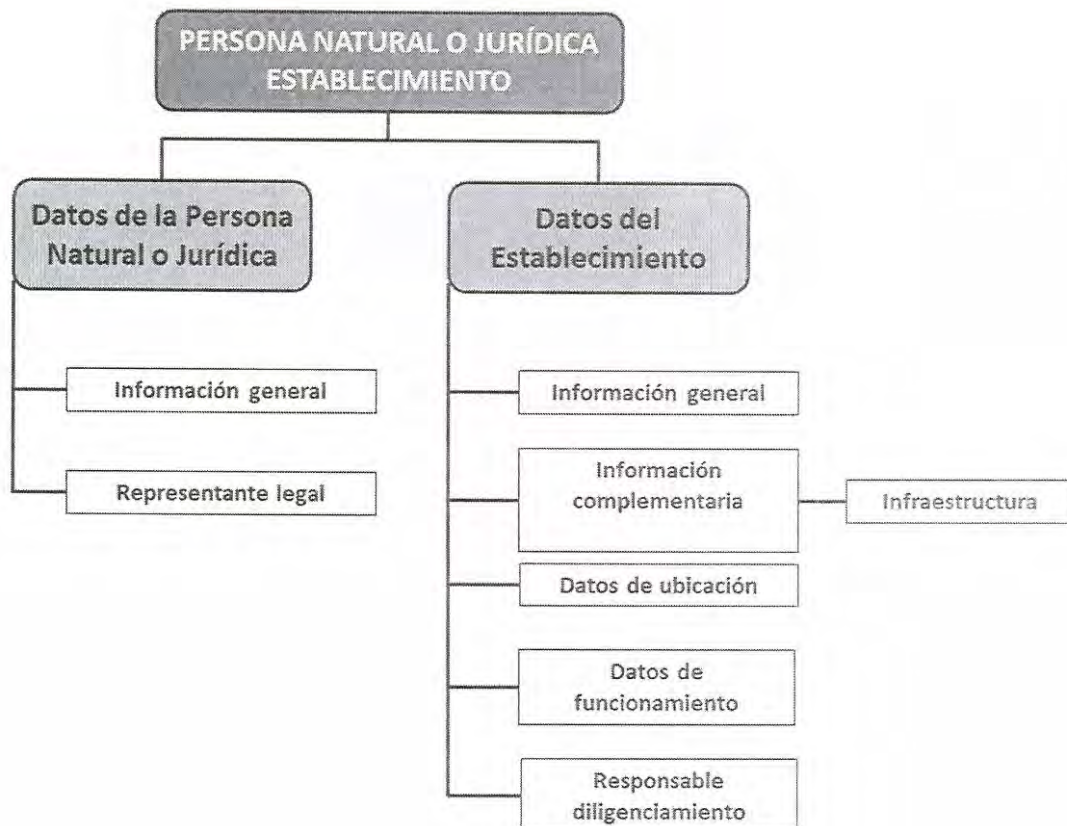 PERSONA NATURAL O JURÍDICA
ESTABLECIMIENTO
Datos de la Persona
Natural o Jurídica
Información general
Representante legal
Datos del
Establecimiento
Información general
Información
complementaria
Infraestructura
Datos de ubicación
Datos de
funcionamiento
Responsable
diligenciamiento